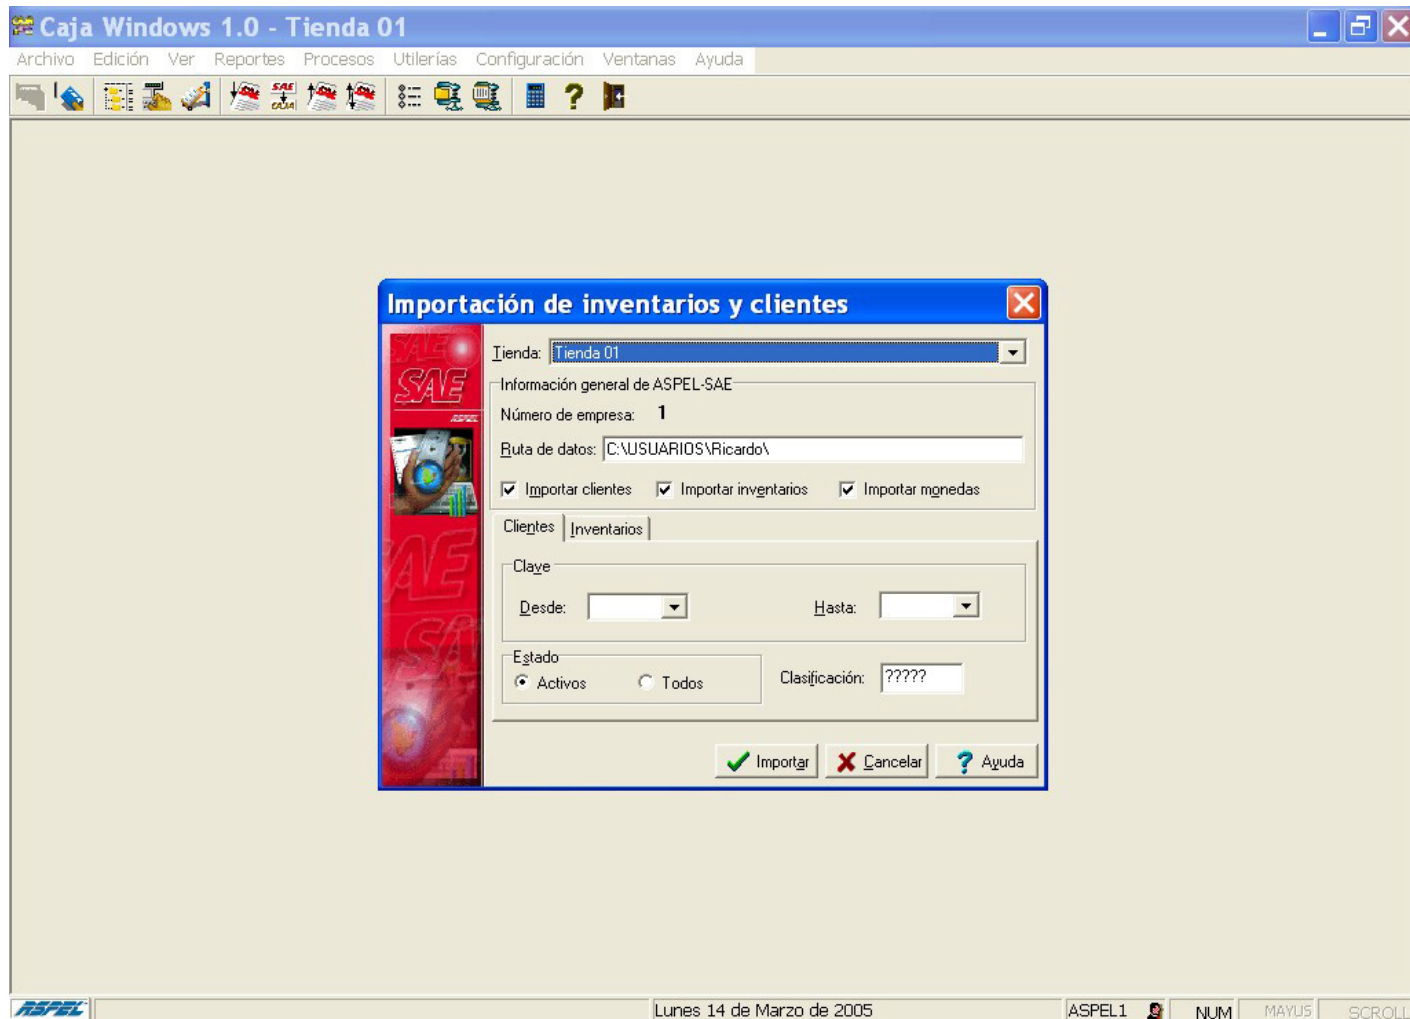 Caja Windows 1.0 - Tienda 01
Archivo Edición Ver Reportes Procesos Utilerías Configuración Ventanas Ayuda
SAE
CAJA
Importación de inventarios y clientes
SAE
ASPEL
Tienda: Tienda 01
Información general de ASPEL-SAE
Número de empresa: 1
Ruta de datos: C:\USUARIOS\Ricardo\
Importar clientes Importar inventarios Importar monedas
Clientes Inventarios
Clave
Desde: Hasta:
Estado
Activos Todos Clasificación: ?????
Importar Cancelar ? Ayuda
ASPEL Lunes 14 de Marzo de 2005 ASPEL1 NUM MAYUS SCROLL